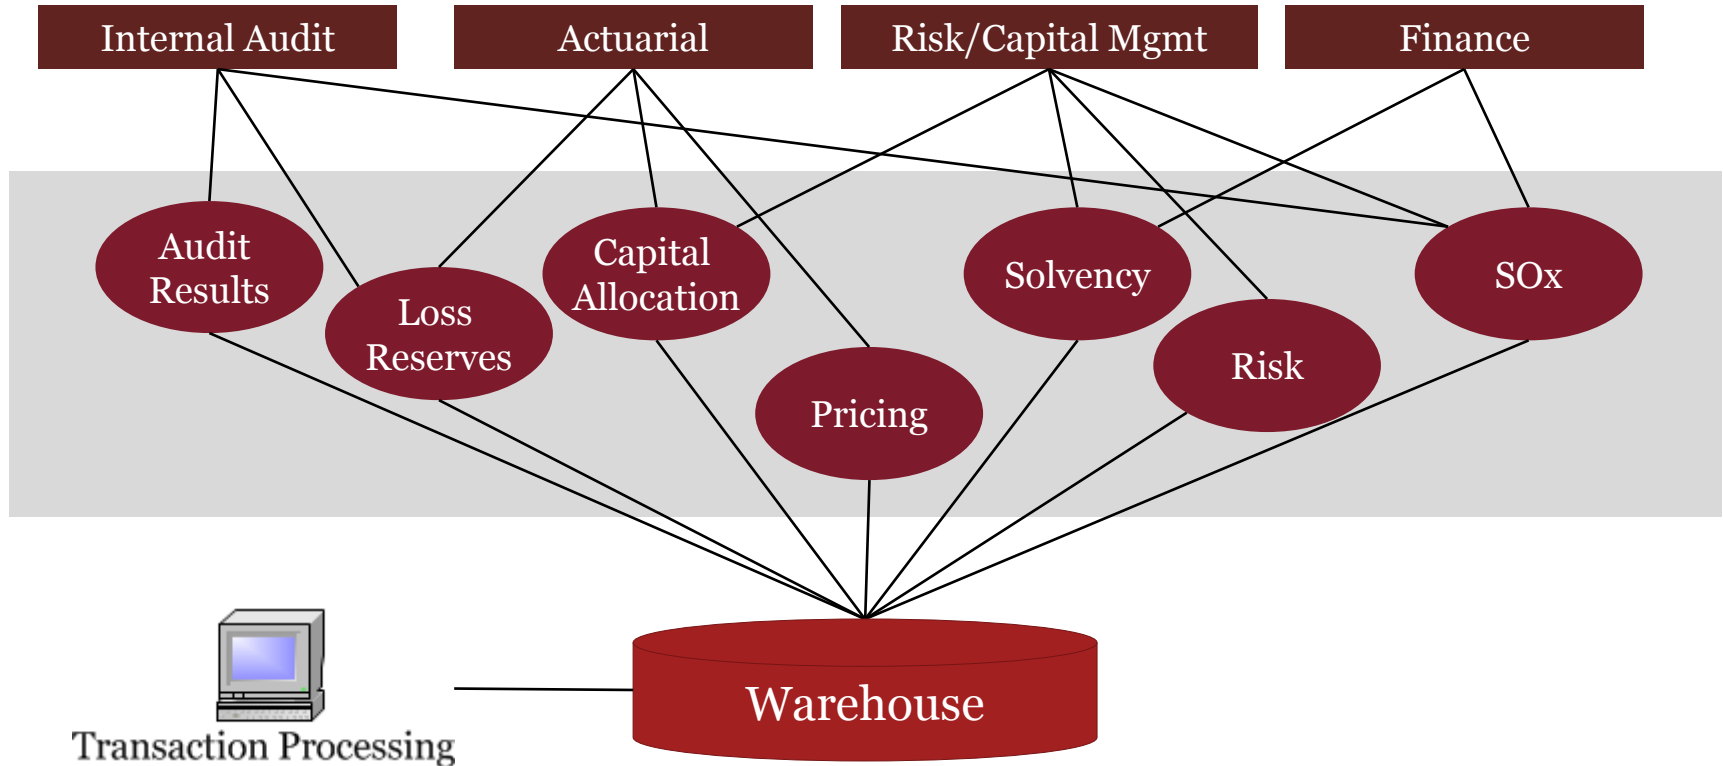 Internal Audit
Actuarial
Risk/Capital Mgmt
Finance
Audit
Results
Loss
Reserves
Capital
Allocation
Pricing
Solvency
Risk
SOx
Transaction Processing
Warehouse